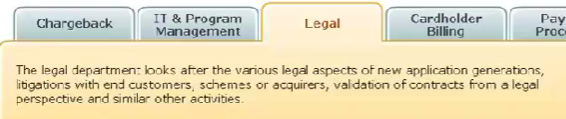 Chargeback
IT & Program
Management
Legal
Cardholder
Billing
Pay
Proc
The legal department looks after the various legal aspects of new application generations,
litigations with end customers, schemes or acquirers, validation of contracts from a legal
perspective and similar other activities.